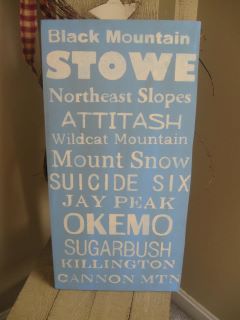 Black Mountain
STOWE
Northeast Slopes
ATTITASH
Wildcat Mountain
Mount Snow
SUICIDE SIX
JAY PEAK
OKEMO
SUGARBUSH
KILLINGTON
CANNON MTN